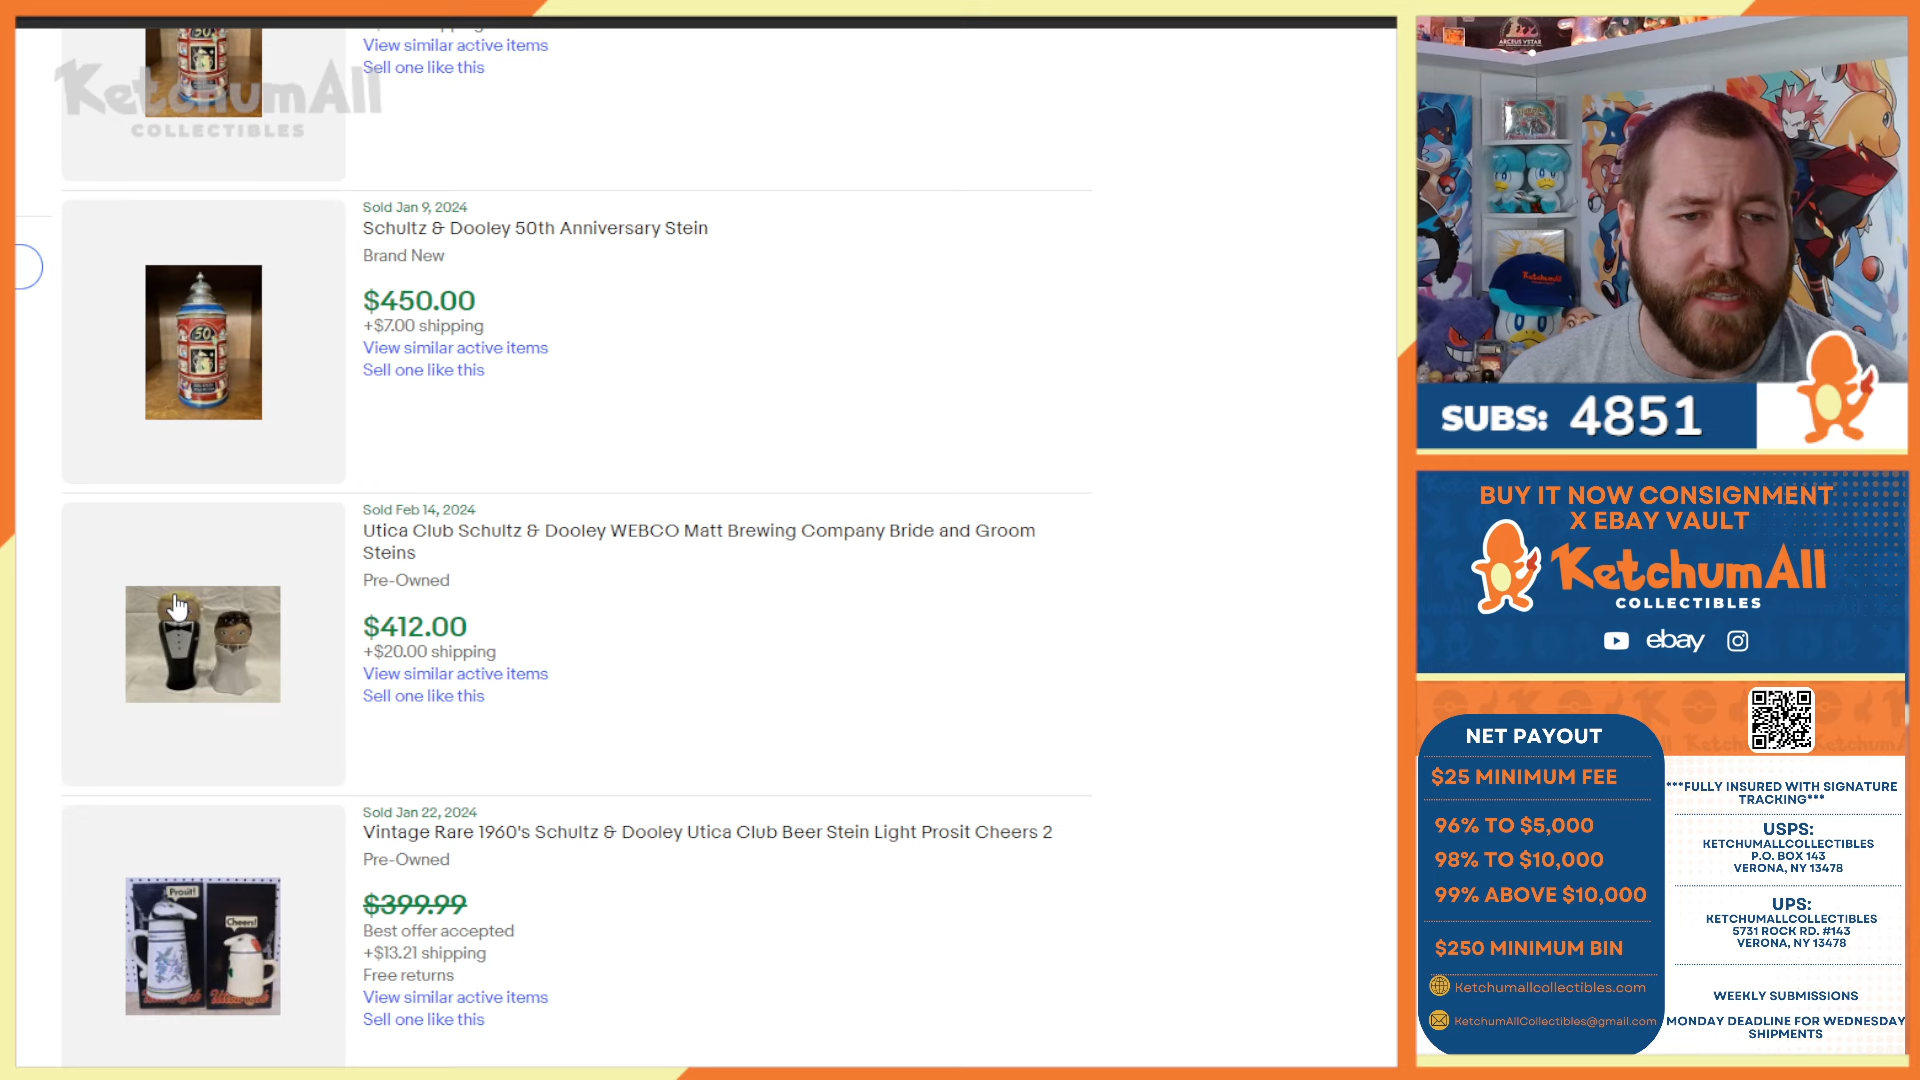 View similar active items
Sell one like this
KetchumAll
COLLECTIBLES
Sold Jan 9, 2024
Schultz & Dooley 50th Anniversary Stein
Brand New
$450.00
+$7.00 shipping
View similar active items
Sell one like this
50
Sold Feb 14, 2024
Utica Club Schultz & Dooley WEBCO Matt Brewing Company Bride and Groom
Steins
Pre-Owned
$412.00
+$20.00 shipping
View similar active items
Sell one like this
Sold Jan 22, 2024
Vintage Rare 1960's Schultz & Dooley Utica Club Beer Stein Light Prosit Cheers 2
Pre-Owned
$399.99
Best offer accepted
+$13.21 shipping
Free returns
View similar active items
Sell one like this
Prosit!
Cheers!
ARCEUS VSTAR
KetchumAll
SUBS: 4851
BUY IT NOW CONSIGNMENT
X EBAY VAULT
KetchumAll
COLLECTIBLES
ebay
NET PAYOUT
$25 MINIMUM FEE
96% TO $5,000
98% TO $10,000
99% ABOVE $10,000
$250 MINIMUM BIN
Ketchumallcollectibles.com
KetchumAllCollectibles@gmail.com
***FULLY INSURED WITH SIGNATURE
TRACKING***
USPS:
KETCHUMALLCOLLECTIBLES
P.O. BOX 143
VERONA, NY 13478
UPS:
KETCHUMALLCOLLECTIBLES
5731 ROCK RD. #143
VERONA, NY 13478
WEEKLY SUBMISSIONS
MONDAY DEADLINE FOR WEDNESDAY
SHIPMENTS